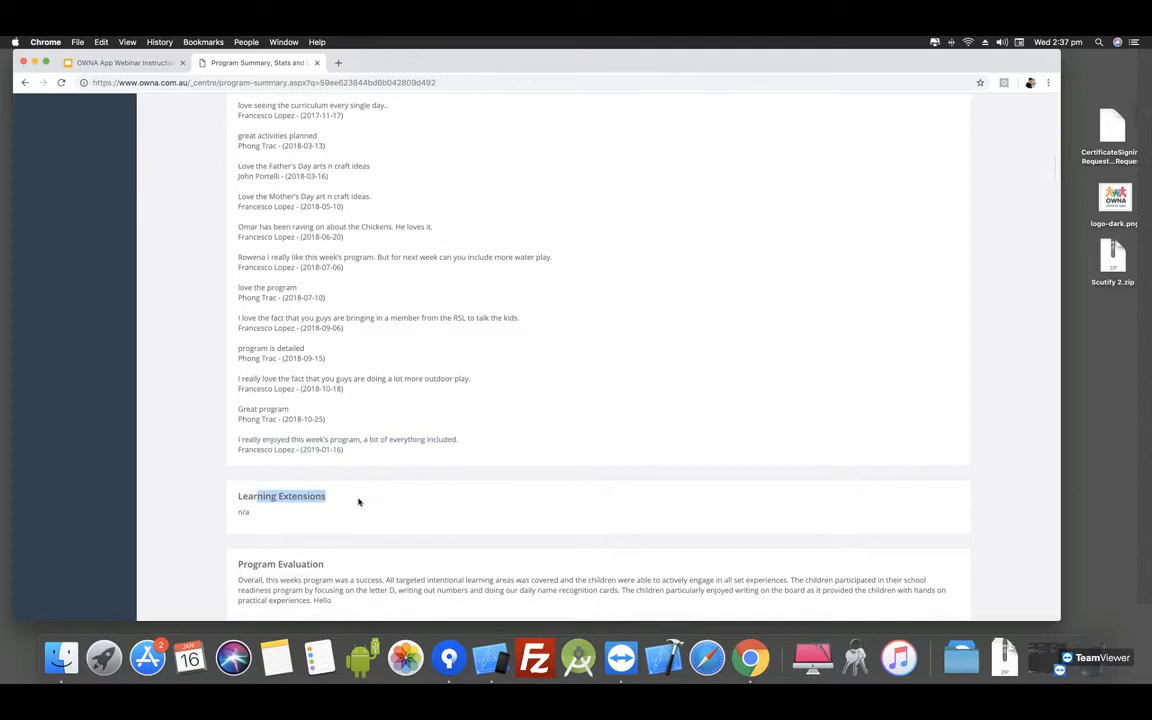 Chrome File Edit View History Bookmarks People Window Help Wed 2:37 pm
OWNA App Webinar Instruction
Program Summary, Stats and
https://www.owna.com.au/_centre/program-summary.aspx?q=59ee623844bd6b042809d492
love seeing the curriculum every single day..
Francesco Lopez - (2017-11-17)
great activities planned
Phong Trac - (2018-03-13)
Love the Father's Day arts n craft ideas
John Portelli - (2018-03-16)
Love the Mother's Day art n craft ideas.
Francesco Lopez - (2018-05-10)
Omar has been raving on about the Chickens. He loves it.
Francesco Lopez - (2018-06-20)
Rowena I really like this week's program. But for next week can you include more water play.
Francesco Lopez - (2018-07-06)
love the program
Phong Trac - (2018-07-10)
I love the fact that you guys are bringing in a member from the RSL to talk the kids.
Francesco Lopez - (2018-09-06)
program is detailed
Phong Trac - (2018-09-15)
I really love the fact that you guys are doing a lot more outdoor play.
Francesco Lopez - (2018-10-18)
Great program
Phong Trac - (2018-10-25)
I really enjoyed this week's program, a bit of everything included.
Francesco Lopez - (2019-01-16)
Learning Extensions
n/a
Program Evaluation
Overall, this weeks program was a success. All targeted intentional learning areas was covered and the children were able to actively engage in all set experiences. The children participated in their school
readiness program by focusing on the letter D, writing out numbers and doing our daily name recognition cards. The children particularly enjoyed writing on the board as it provided the children with hands on
practical experiences. Hello
CertificateSignin
Request...Reque
OWNA
logo-dark.png
ZIP
Scutify 2.zip
2
JAN
16
Fz
ZIP
TeamViewer